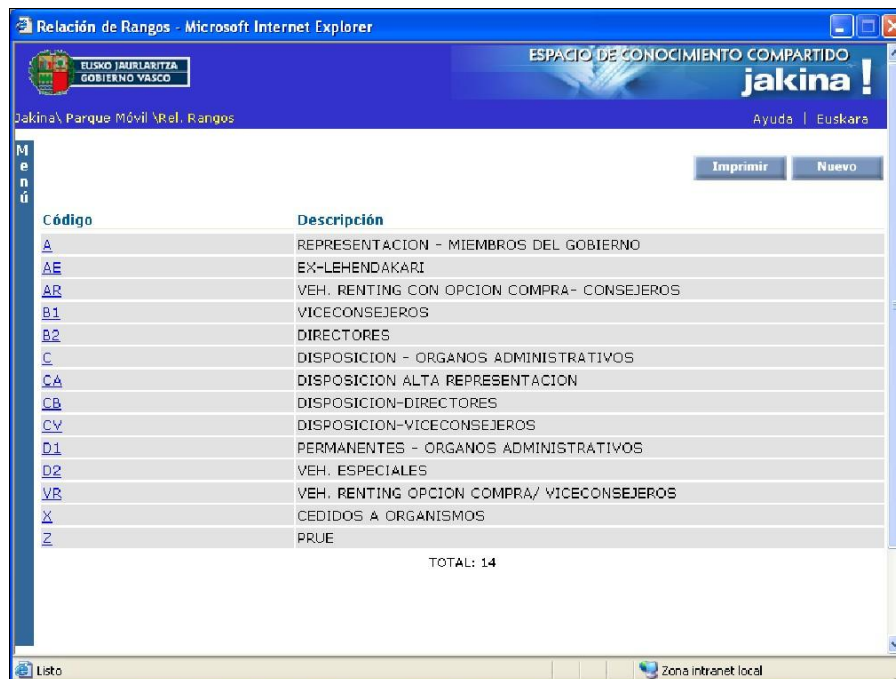 Relación de Rangos - Microsoft Internet Explorer
EUSKO JAURLARITZA
GOBIERNO VASCO
ESPACIO DE CONOCIMIENTO COMPARTIDO
jakina !
Jakina\ Parque Móvil \Rel. Rangos
Ayuda | Euskara
Menú
Imprimir Nuevo
Código Descripción
A REPRESENTACION - MIEMBROS DEL GOBIERNO
AE EX-LEHENDAKARI
AR VEH. RENTING CON OPCION COMPRA- CONSEJEROS
B1 VICECONSEJEROS
B2 DIRECTORES
C DISPOSICION - ORGANOS ADMINISTRATIVOS
CA DISPOSICION ALTA REPRESENTACION
CB DISPOSICION-DIRECTORES
CV DISPOSICION-VICECONSEJEROS
D1 PERMANENTES - ORGANOS ADMINISTRATIVOS
D2 VEH. ESPECIALES
VR VEH. RENTING OPCION COMPRA/ VICECONSEJEROS
X CEDIDOS A ORGANISMOS
Z PRUE
TOTAL: 14
Listo
Zona intranet local